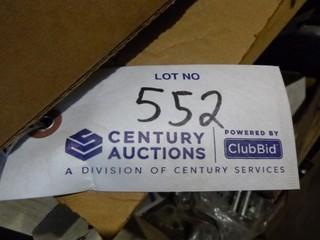 LOT NO
552
CENTURY AUCTIONS
POWERED BY
ClubBid
A DIVISION OF CENTURY SERVICES